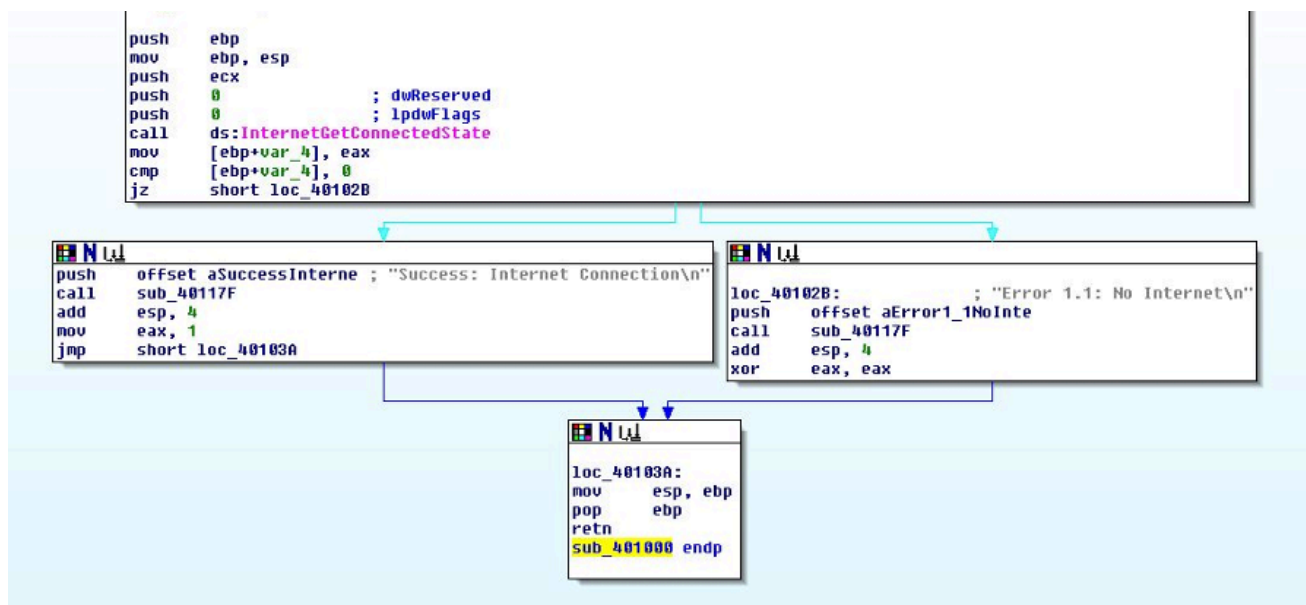 push ebp
mov ebp, esp
push ecx
push 0 ; dwReserved
push 0 ; lpdwFlags
call ds:InternetGetConnectedState
mov [ebp+var_4], eax
cmp [ebp+var_4], 0
jz short loc_40102B
N
push offset aSuccessInterne ; "Success: Internet Connection\n"
call sub_40117F
add esp, 4
mov eax, 1
jmp short loc_40103A
N
loc_40102B: ; "Error 1.1: No Internet\n"
push offset aError1_1NoInte
call sub_40117F
add esp, 4
xor eax, eax
N
loc_40103A:
mov esp, ebp
pop ebp
retn
sub_401000 endp